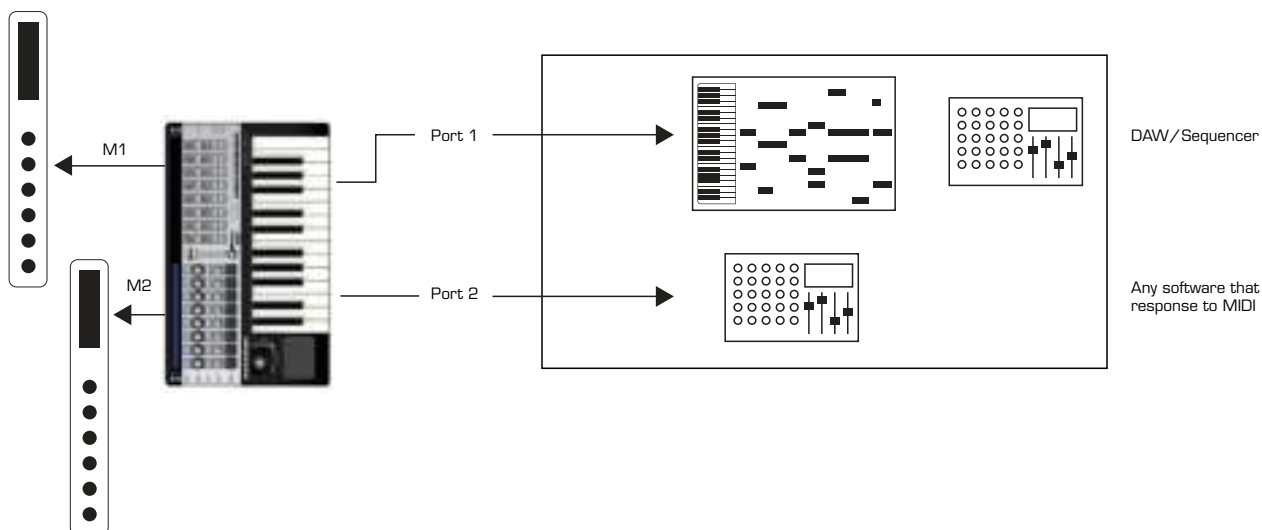 M1
Port 1
DAW/Sequencer
M2
Port 2
Any software that
response to MIDI